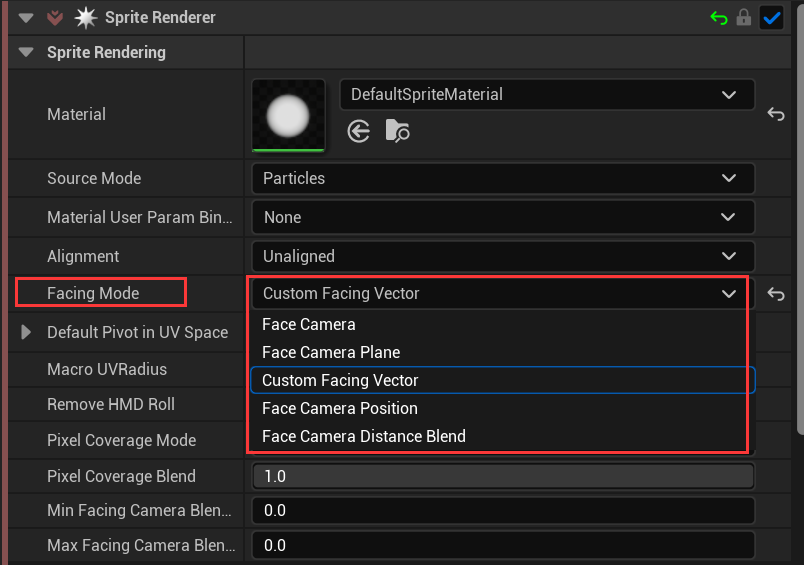 Sprite Renderer
Sprite Rendering
Material
DefaultSpriteMaterial
Source Mode
Particles
Material User Param Bin...
None
Alignment
Unaligned
Facing Mode
Custom Facing Vector
Face Camera
Default Pivot in UV Space
Face Camera Plane
Macro UVRadius
Custom Facing Vector
Remove HMD Roll
Face Camera Position
Pixel Coverage Mode
Face Camera Distance Blend
Pixel Coverage Blend
1.0
Min Facing Camera Blen...
0.0
Max Facing Camera Blen...
0.0